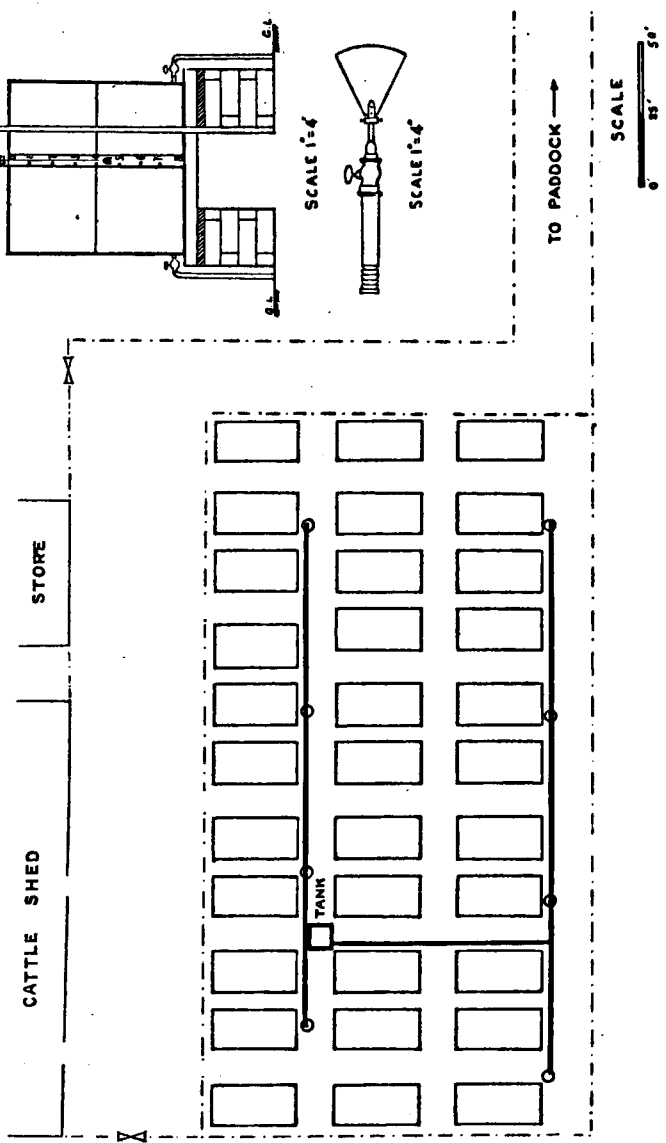 CATTLE SHED
STORE
TANK
G.L.
G.L.
SCALE 1"=4'
SCALE 1"=4"
TO PADDOCK
SCALE
0'
25'
50'